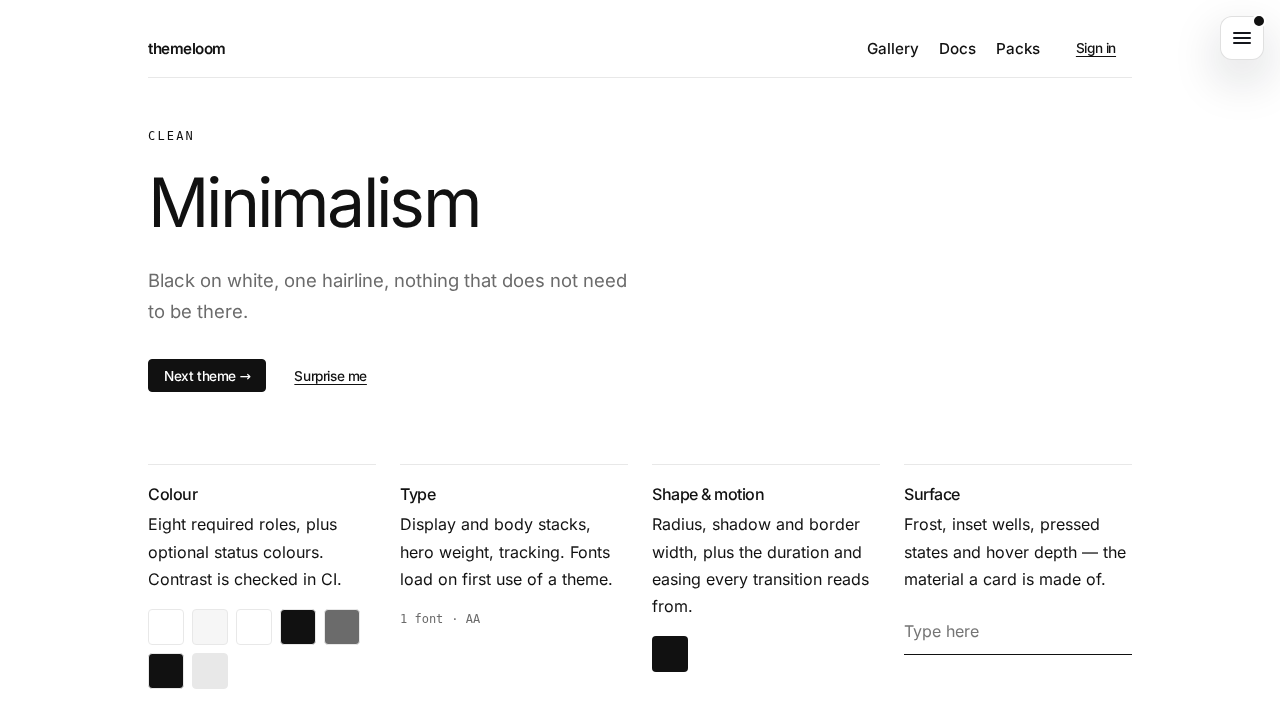 themeloom
Gallery
Docs
Packs
Sign in
CLEAN
Minimalism
Black on white, one hairline, nothing that does not need
to be there.
Next theme →
Surprise me
Colour
Eight required roles, plus
optional status colours.
Contrast is checked in CI.
Type
Display and body stacks,
hero weight, tracking. Fonts
load on first use of a theme.
1 font · AA
Shape & motion
Radius, shadow and border
width, plus the duration and
easing every transition reads
from.
Surface
Frost, inset wells, pressed
states and hover depth — the
material a card is made of.
Type here